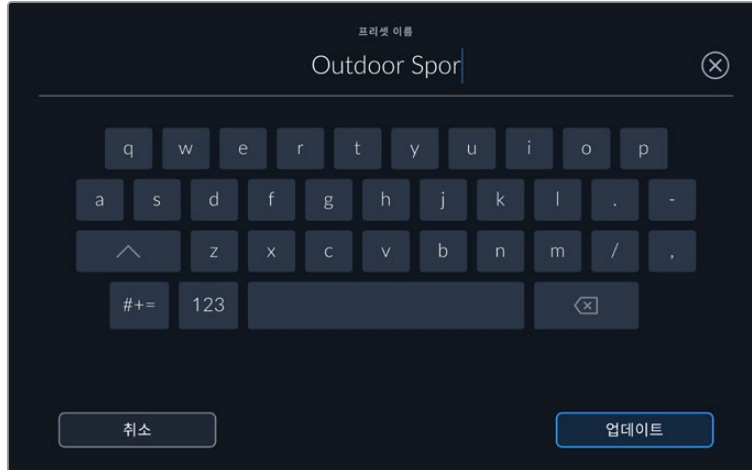 프리셋 이름
Outdoor Spor
q w e r t y u i o p
a s d f g h j k l . -
z x c v b n m / ,
#+= 123
취소 업데이트